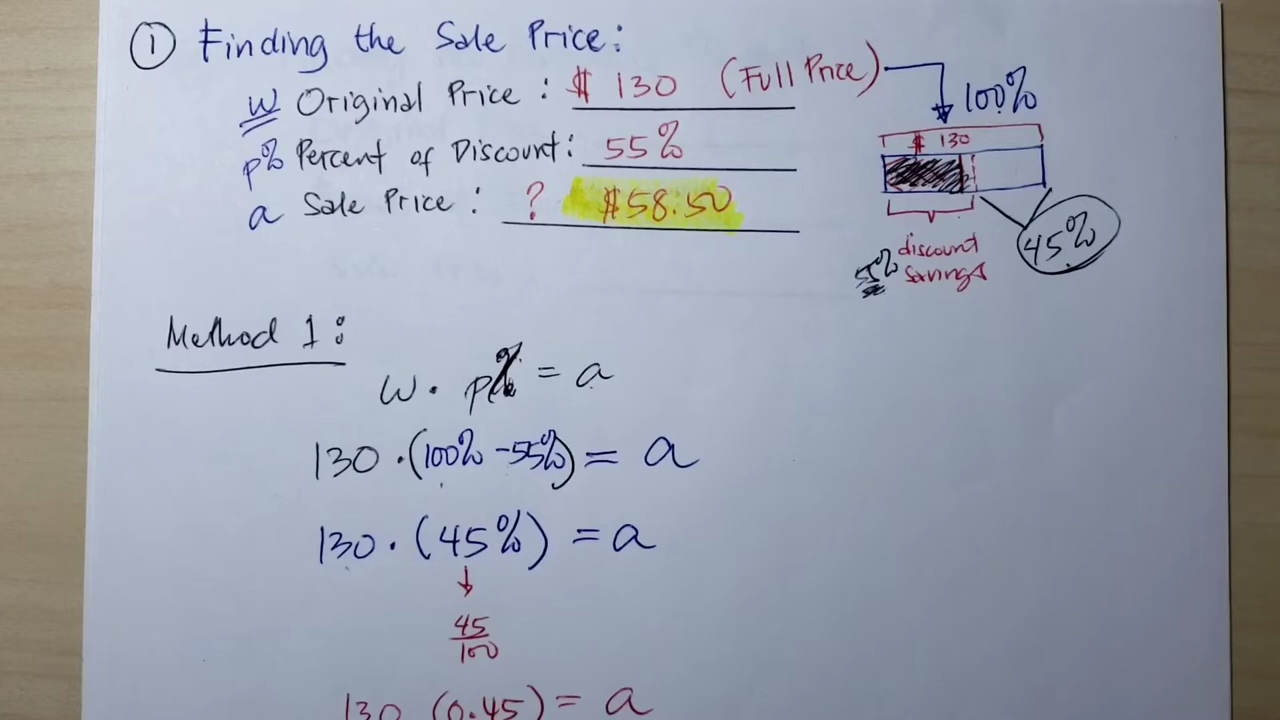 ① Finding the Sale Price:
w Original Price: $ 130 (Full Price)
100%
p% Percent of Discount: 55%
$ 130
a Sale Price: ? $58.50
45%
55% discount
savings
Method 1:
w · p% = a
130 · (100% - 55%) = a
130 · (45%) = a
↓
45
100
130 (0.45) = a